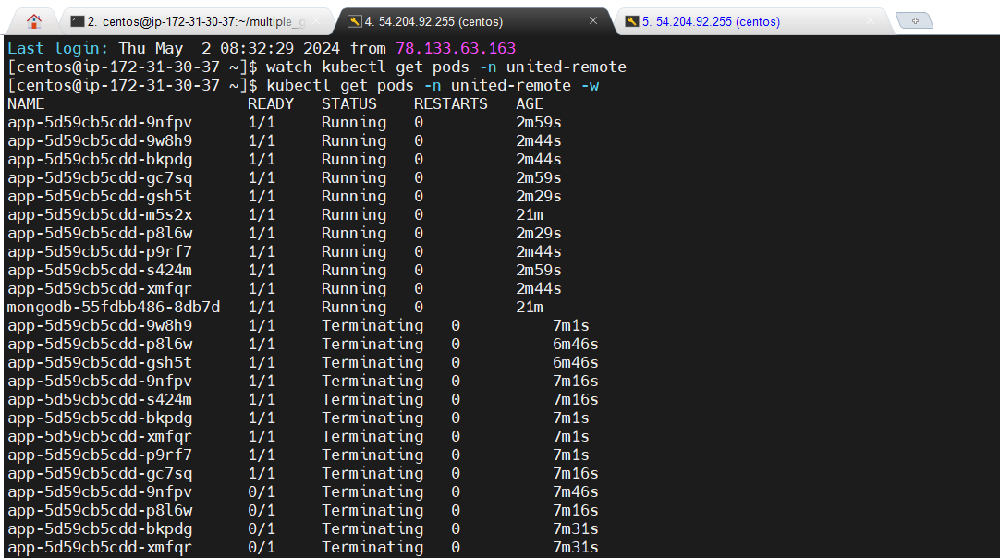 2. centos@ip-172-31-30-37:~/multiple_g
4. 54.204.92.255 (centos)
5. 54.204.92.255 (centos)
Last login: Thu May  2 08:32:29 2024 from 78.133.63.163
[centos@ip-172-31-30-37 ~]$ watch kubectl get pods -n united-remote
[centos@ip-172-31-30-37 ~]$ kubectl get pods -n united-remote -w
NAME                      READY   STATUS    RESTARTS   AGE
app-5d59cb5cdd-9nfpv      1/1     Running   0          2m59s
app-5d59cb5cdd-9w8h9      1/1     Running   0          2m44s
app-5d59cb5cdd-bkpdg      1/1     Running   0          2m44s
app-5d59cb5cdd-gc7sq      1/1     Running   0          2m59s
app-5d59cb5cdd-gsh5t      1/1     Running   0          2m29s
app-5d59cb5cdd-m5s2x      1/1     Running   0          21m
app-5d59cb5cdd-p8l6w      1/1     Running   0          2m29s
app-5d59cb5cdd-p9rf7      1/1     Running   0          2m44s
app-5d59cb5cdd-s424m      1/1     Running   0          2m59s
app-5d59cb5cdd-xmfqr      1/1     Running   0          2m44s
mongodb-55fdbb486-8db7d   1/1     Running   0          21m
app-5d59cb5cdd-9w8h9      1/1     Terminating   0          7m1s
app-5d59cb5cdd-p8l6w      1/1     Terminating   0          6m46s
app-5d59cb5cdd-gsh5t      1/1     Terminating   0          6m46s
app-5d59cb5cdd-9nfpv      1/1     Terminating   0          7m16s
app-5d59cb5cdd-s424m      1/1     Terminating   0          7m16s
app-5d59cb5cdd-bkpdg      1/1     Terminating   0          7m1s
app-5d59cb5cdd-xmfqr      1/1     Terminating   0          7m1s
app-5d59cb5cdd-p9rf7      1/1     Terminating   0          7m1s
app-5d59cb5cdd-gc7sq      1/1     Terminating   0          7m16s
app-5d59cb5cdd-9nfpv      0/1     Terminating   0          7m46s
app-5d59cb5cdd-p8l6w      0/1     Terminating   0          7m16s
app-5d59cb5cdd-bkpdg      0/1     Terminating   0          7m31s
app-5d59cb5cdd-xmfqr      0/1     Terminating   0          7m31s